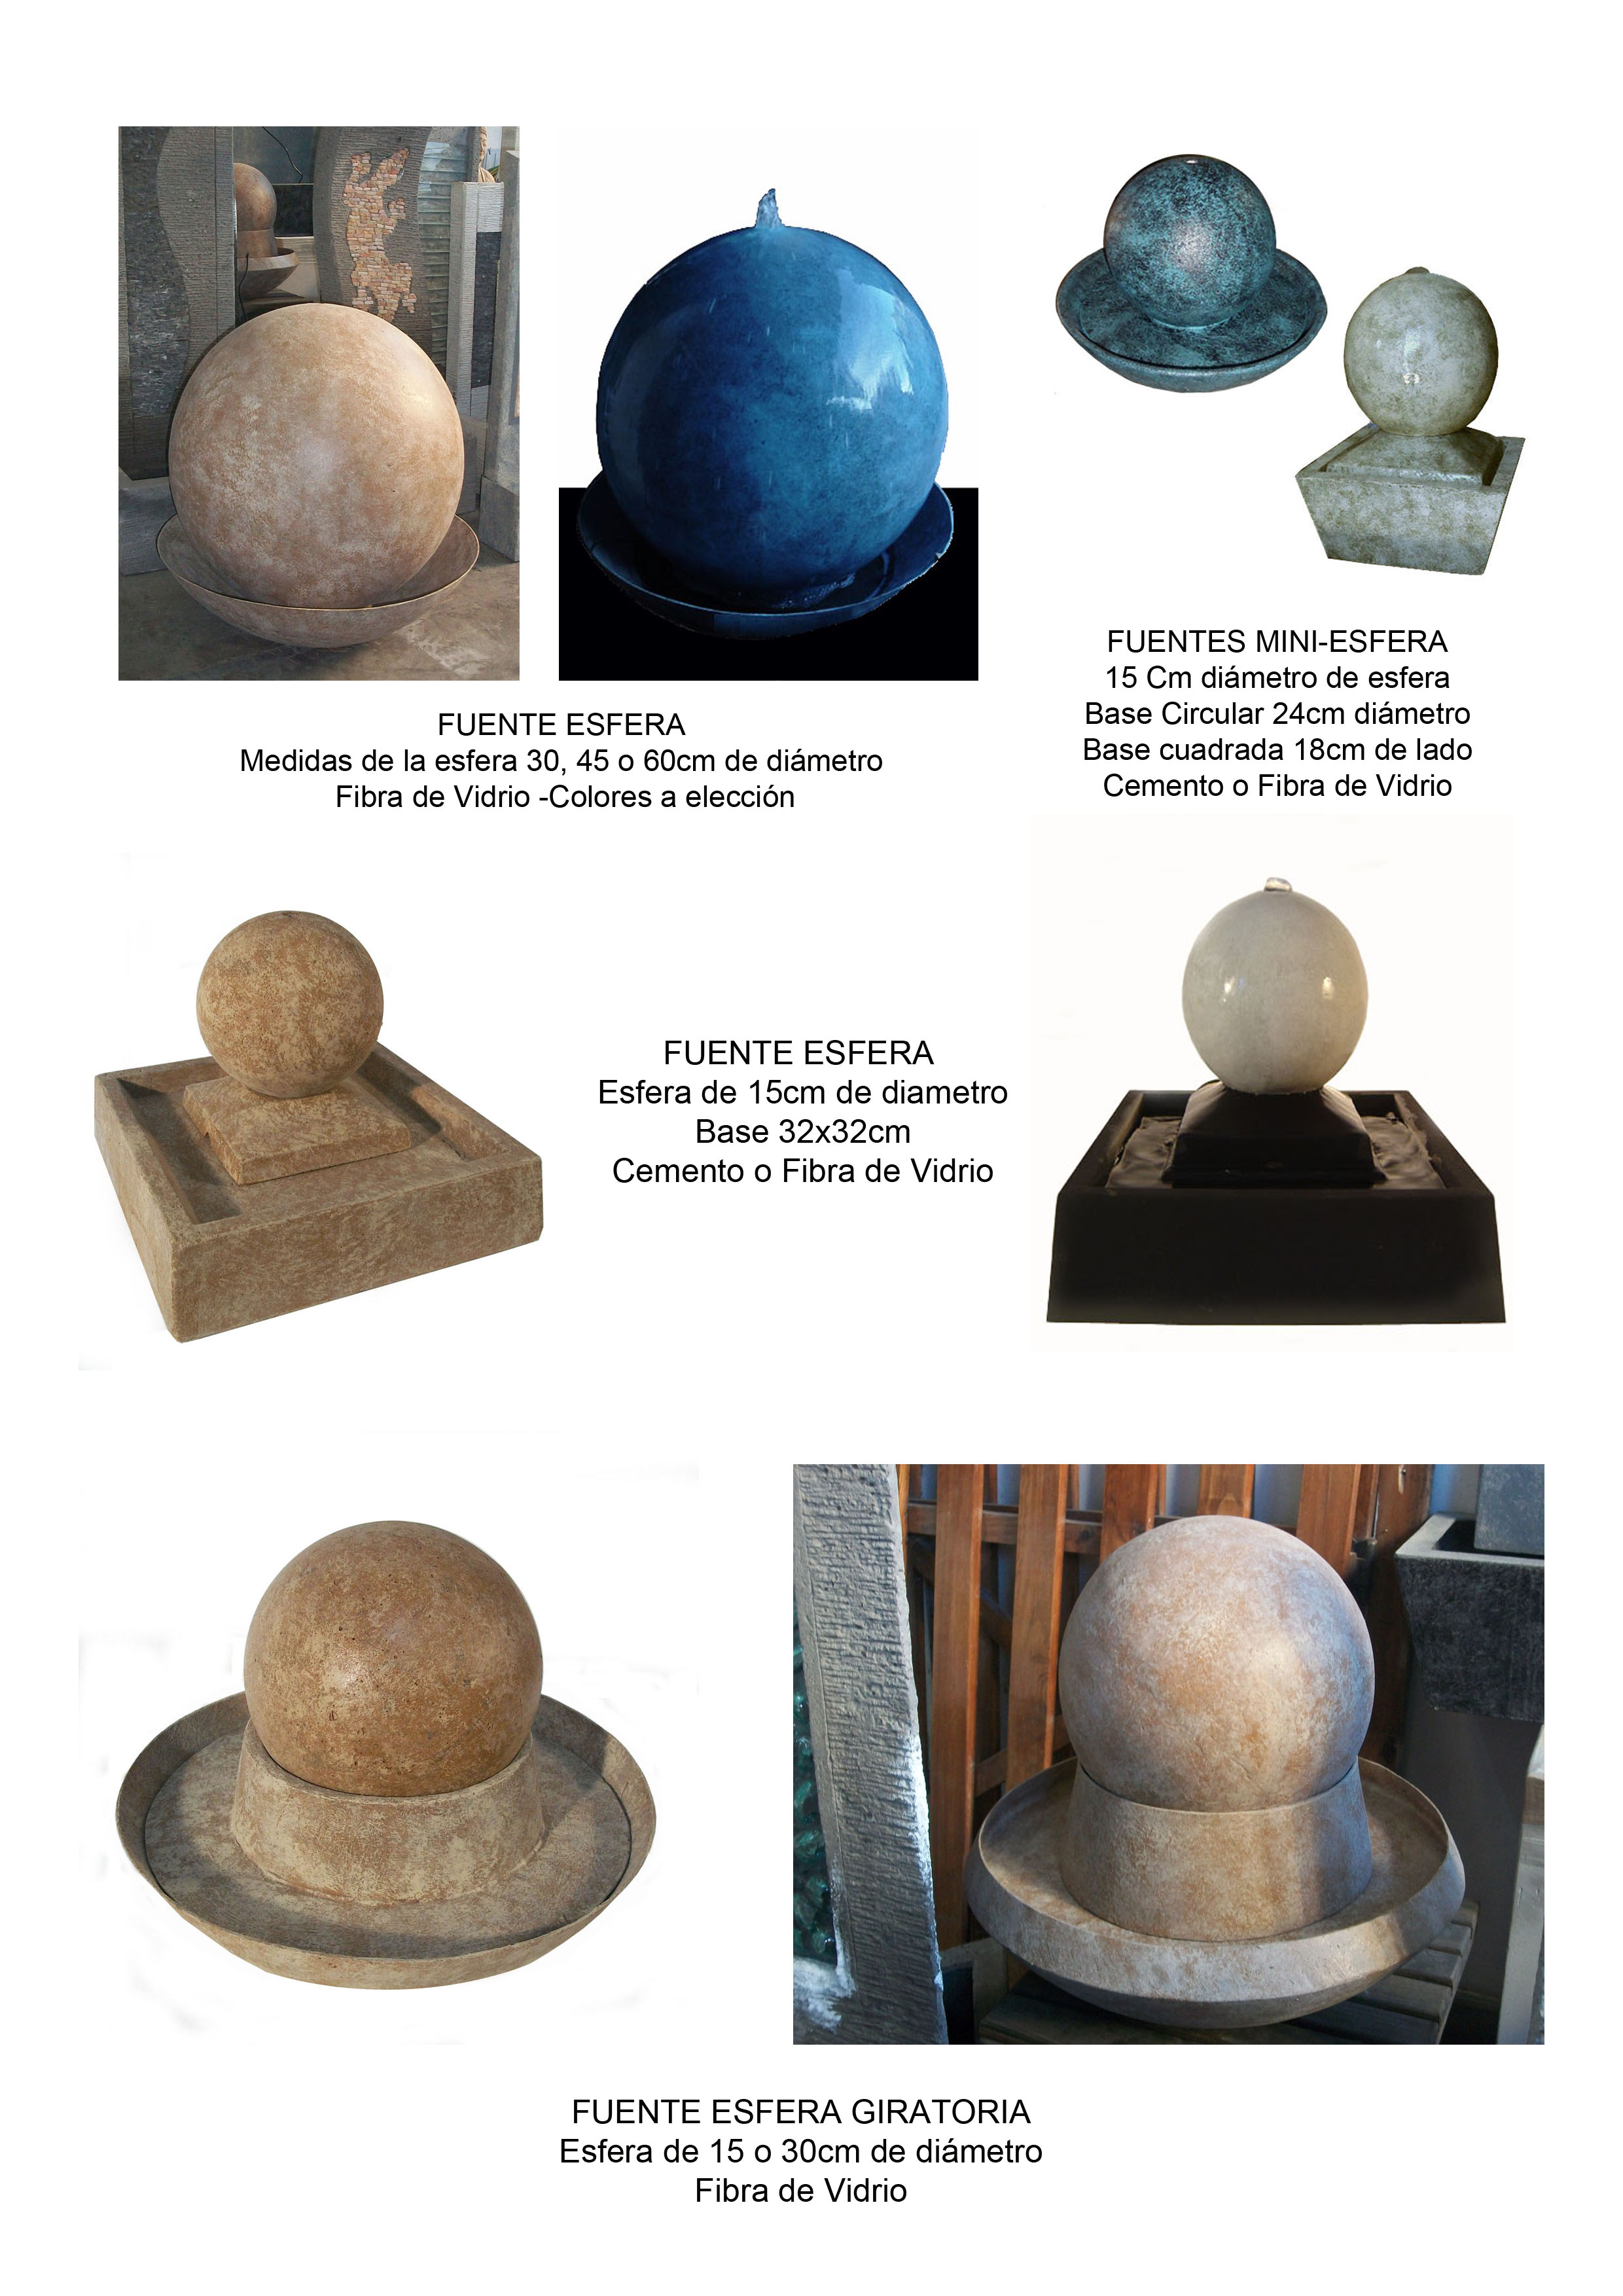 FUENTE ESFERA
Medidas de la esfera 30, 45 o 60cm de diámetro
Fibra de Vidrio -Colores a elección
FUENTES MINI-ESFERA
15 Cm diámetro de esfera
Base Circular 24cm diámetro
Base cuadrada 18cm de lado
Cemento o Fibra de Vidrio
FUENTE ESFERA
Esfera de 15cm de diametro
Base 32x32cm
Cemento o Fibra de Vidrio
FUENTE ESFERA GIRATORIA
Esfera de 15 o 30cm de diámetro
Fibra de Vidrio